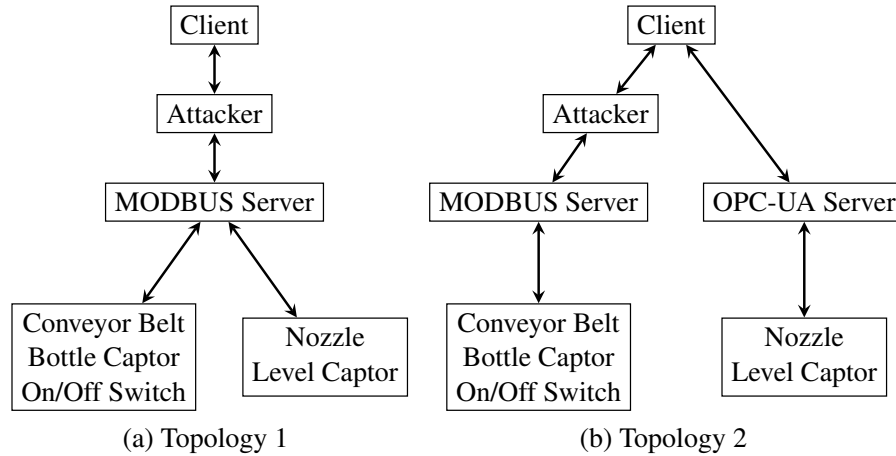 Client
Attacker
MODBUS Server
Conveyor Belt
Bottle Captor
On/Off Switch
Nozzle
Level Captor
(a) Topology 1
Client
Attacker
MODBUS Server
OPC-UA Server
Conveyor Belt
Bottle Captor
On/Off Switch
Nozzle
Level Captor
(b) Topology 2